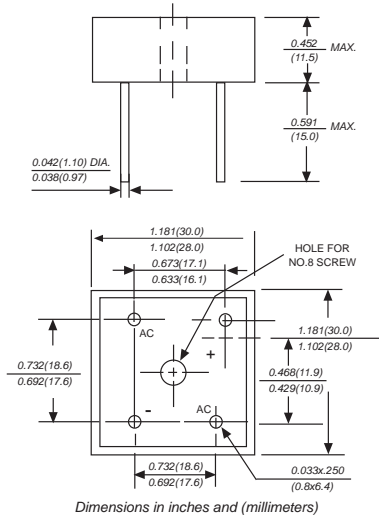 0.452 MAX.
(11.5)
0.591 MAX.
(15.0)
0.042(1.10) DIA.
0.038(0.97)
1.181(30.0)
1.102(28.0)
0.673(17.1)
0.633(16.1)
HOLE FOR
NO.8 SCREW
AC
+
1.181(30.0)
1.102(28.0)
0.732(18.6)
0.692(17.6)
0.468(11.9)
0.429(10.9)
-
AC
0.732(18.6)
0.692(17.6)
0.033x.250
(0.8x6.4)
Dimensions in inches and (millimeters)